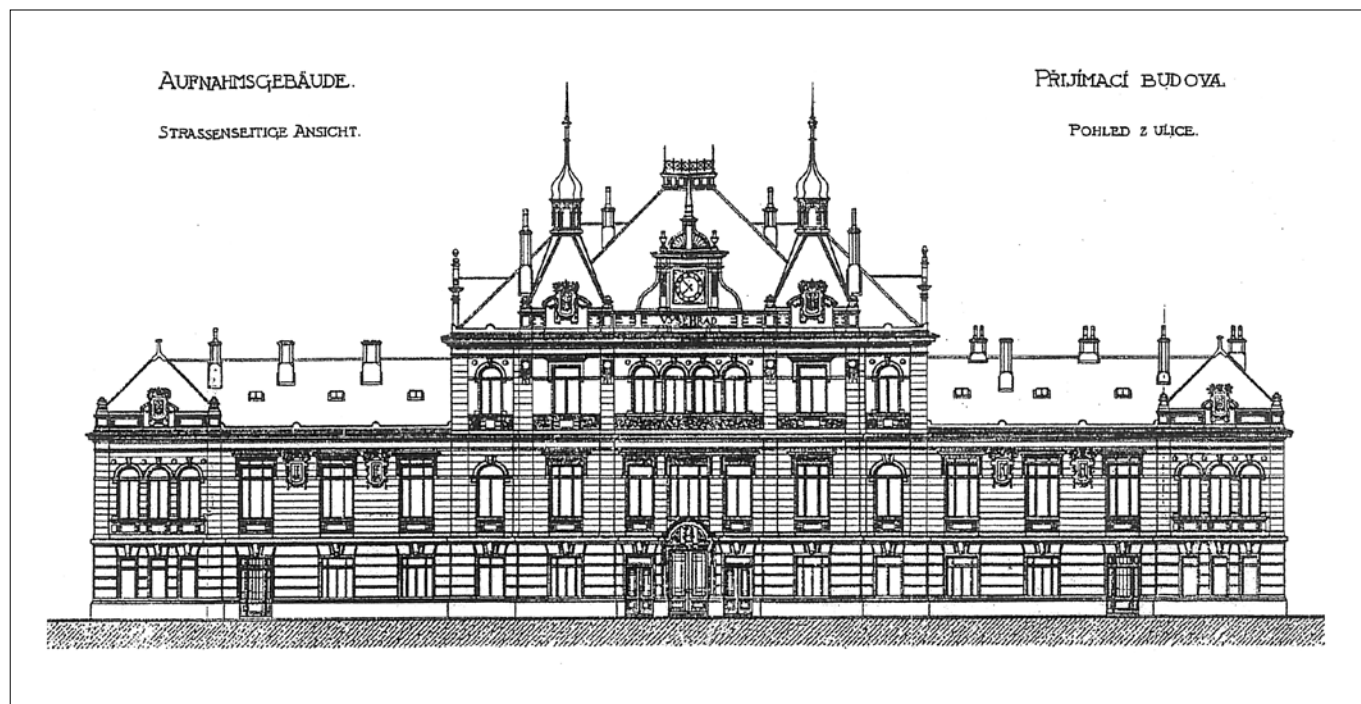 AUFNAHMSGEBÄUDE.
STRASSENSEITIGE ANSICHT.
PŘIJÍMACÍ BUDOVA.
POHLED Z ULICE.
VYŠEHRAD